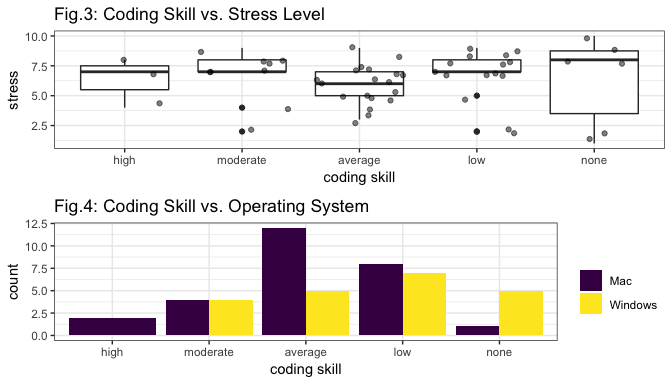 Fig.3: Coding Skill vs. Stress Level
10.0
7.5
5.0
2.5
stress
high moderate average low none
coding skill
Fig.4: Coding Skill vs. Operating System
12.5
10.0
7.5
5.0
2.5
0.0
count
high moderate average low none
coding skill
Mac
Windows